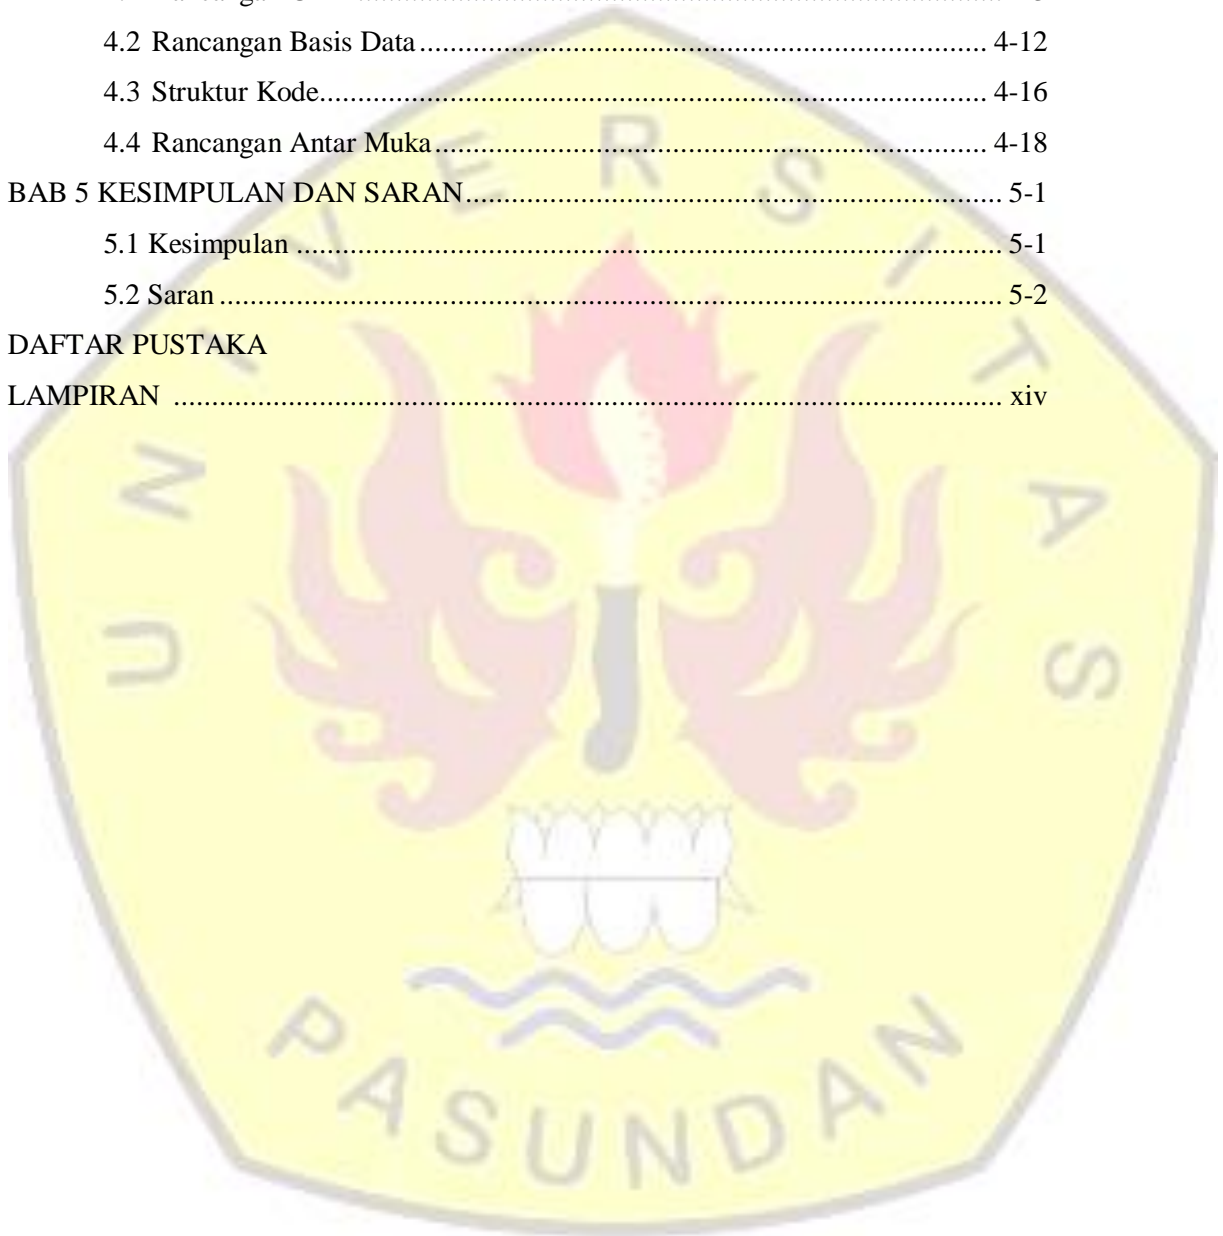 4.2 Rancangan Basis Data .......................................................................... 4-12
4.3 Struktur Kode....................................................................................... 4-16
4.4 Rancangan Antar Muka........................................................................ 4-18
BAB 5 KESIMPULAN DAN SARAN...................................................................... 5-1
5.1 Kesimpulan ............................................................................................ 5-1
5.2 Saran ...................................................................................................... 5-2
DAFTAR PUSTAKA
LAMPIRAN ............................................................................................................ xiv
UNIVERSITAS
PASUNDAN